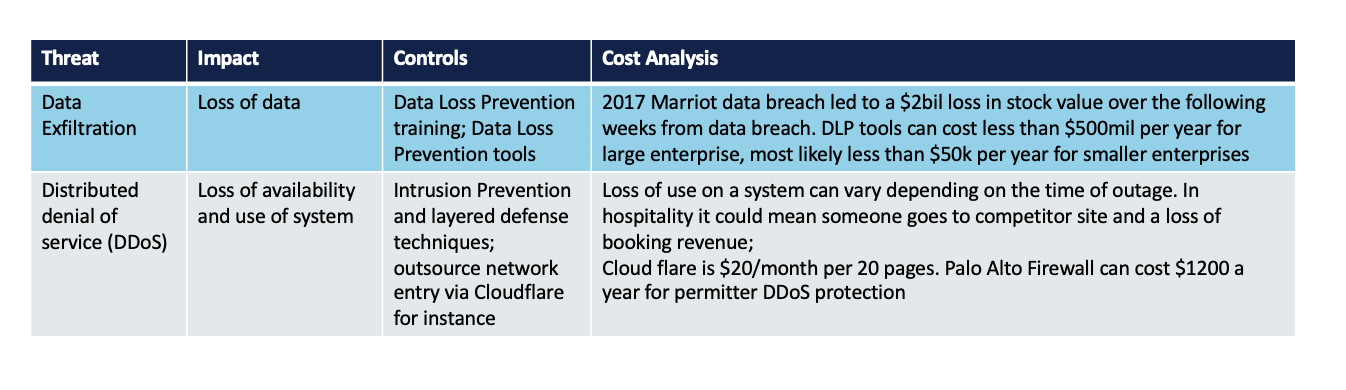 Threat
Impact
Controls
Cost Analysis
Data
Exfiltration
Loss of data
Data Loss Prevention
training; Data Loss
Prevention tools
2017 Marriot data breach led to a $2bil loss in stock value over the following
weeks from data breach. DLP tools can cost less than $500mil per year for
large enterprise, most likely less than $50k per year for smaller enterprises
Distributed
denial of
service (DDoS)
Loss of availability
and use of system
Intrusion Prevention
and layered defense
techniques;
outsource network
entry via Cloudflare
for instance
Loss of use on a system can vary depending on the time of outage. In
hospitality it could mean someone goes to competitor site and a loss of
booking revenue;
Cloud flare is $20/month per 20 pages. Palo Alto Firewall can cost $1200 a
year for permitter DDoS protection